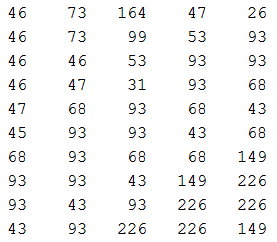 46 73 164 47 26
46 73 99 53 93
46 46 53 93 93
46 47 31 93 68
47 68 93 68 43
45 93 93 43 68
68 93 68 68 149
93 93 43 149 226
93 43 93 226 226
43 93 226 226 149